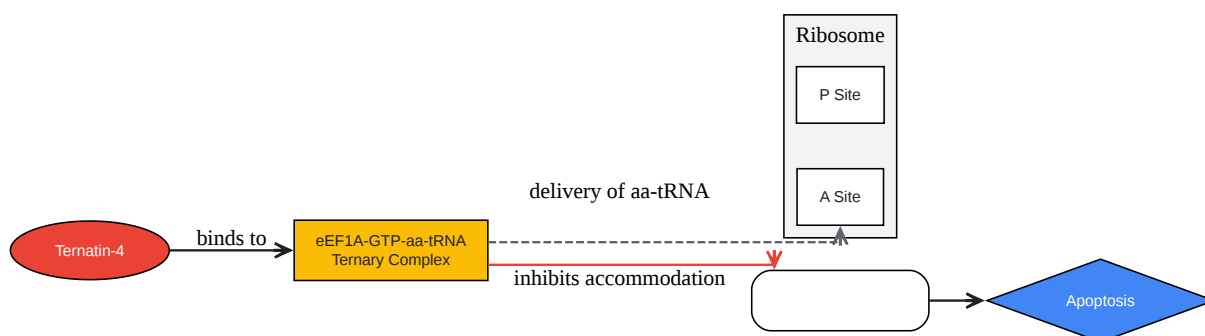 Ribosome
P Site
delivery of aa-tRNA
A Site
Ternatin-4
binds to
eEF1A-GTP-aa-tRNA
Ternary Complex
inhibits accommodation
Apoptosis